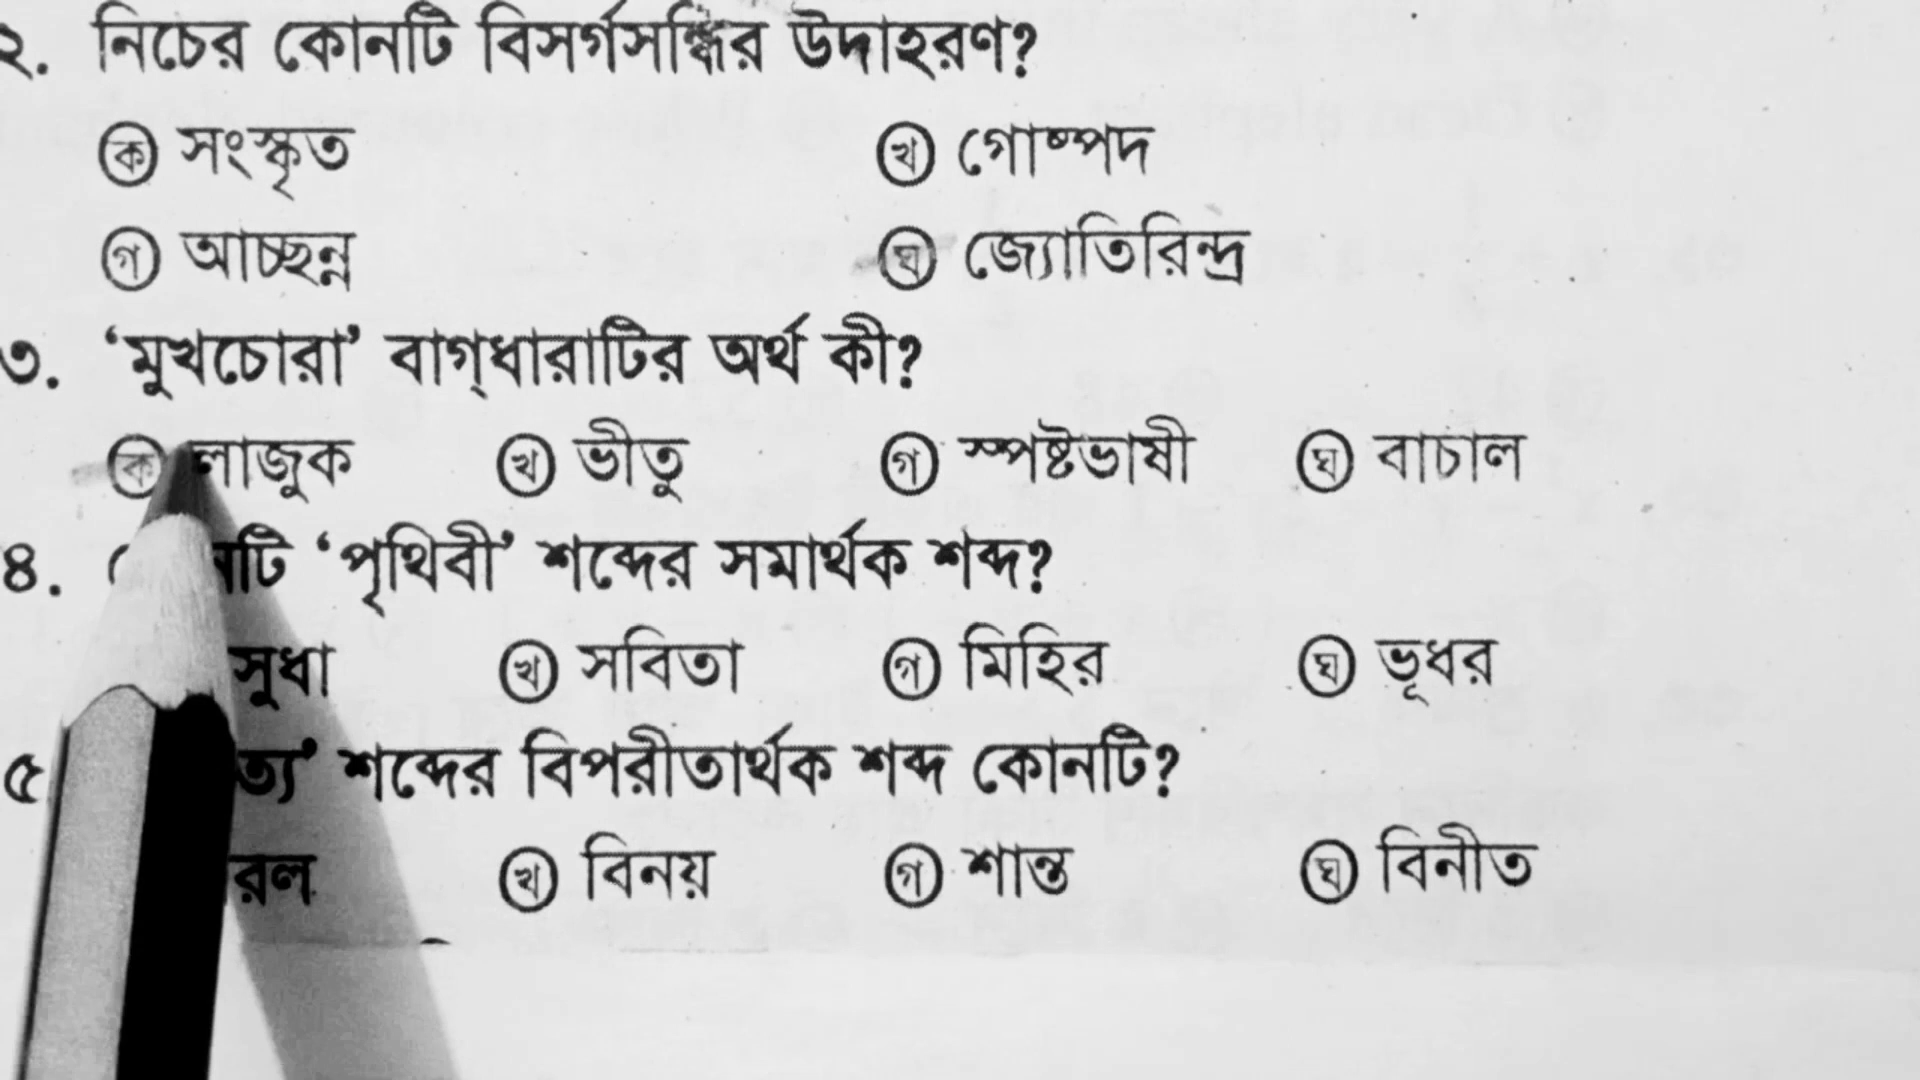 ২. নিচের কোনটি বিসর্গসন্ধির উদাহরণ?
ক সংস্কৃত খ গোষ্পদ
গ আচ্ছন্ন ঘ জ্যোতিরিন্দ্র
৩. ‘মুখচোরা’ বাগ্‌ধারাটির অর্থ কী?
ক লাজুক খ ভীতু গ স্পষ্টভাষী ঘ বাচাল
৪. ‘পৃথিবী’ শব্দের সমার্থক শব্দ?
খ সবিতা গ মিহির ঘ ভূধর
৫ শব্দের বিপরীতার্থক শব্দ কোনটি?
খ বিনয় গ শান্ত ঘ বিনীত